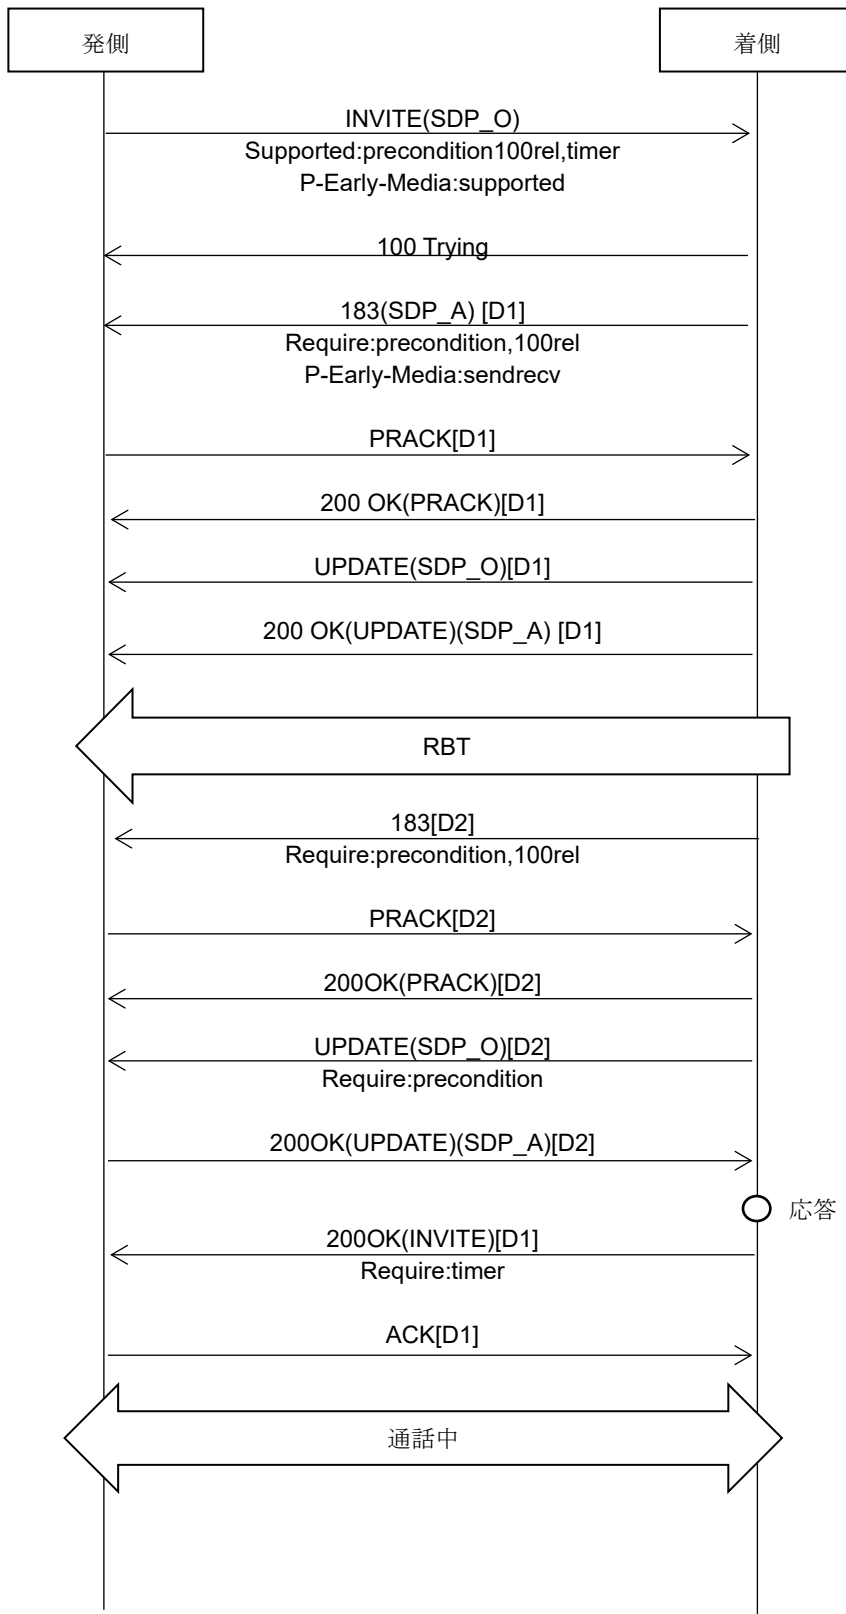 発側
着側
INVITE(SDP_O)
Supported:precondition100rel,timer
P-Early-Media:supported
100 Trying
183(SDP_A) [D1]
Require:precondition,100rel
P-Early-Media:sendrecv
PRACK[D1]
200 OK(PRACK)[D1]
UPDATE(SDP_O)[D1]
200 OK(UPDATE)(SDP_A) [D1]
RBT
183[D2]
Require:precondition,100rel
PRACK[D2]
200OK(PRACK)[D2]
UPDATE(SDP_O)[D2]
Require:precondition
200OK(UPDATE)(SDP_A)[D2]
応答
200OK(INVITE)[D1]
Require:timer
ACK[D1]
通話中